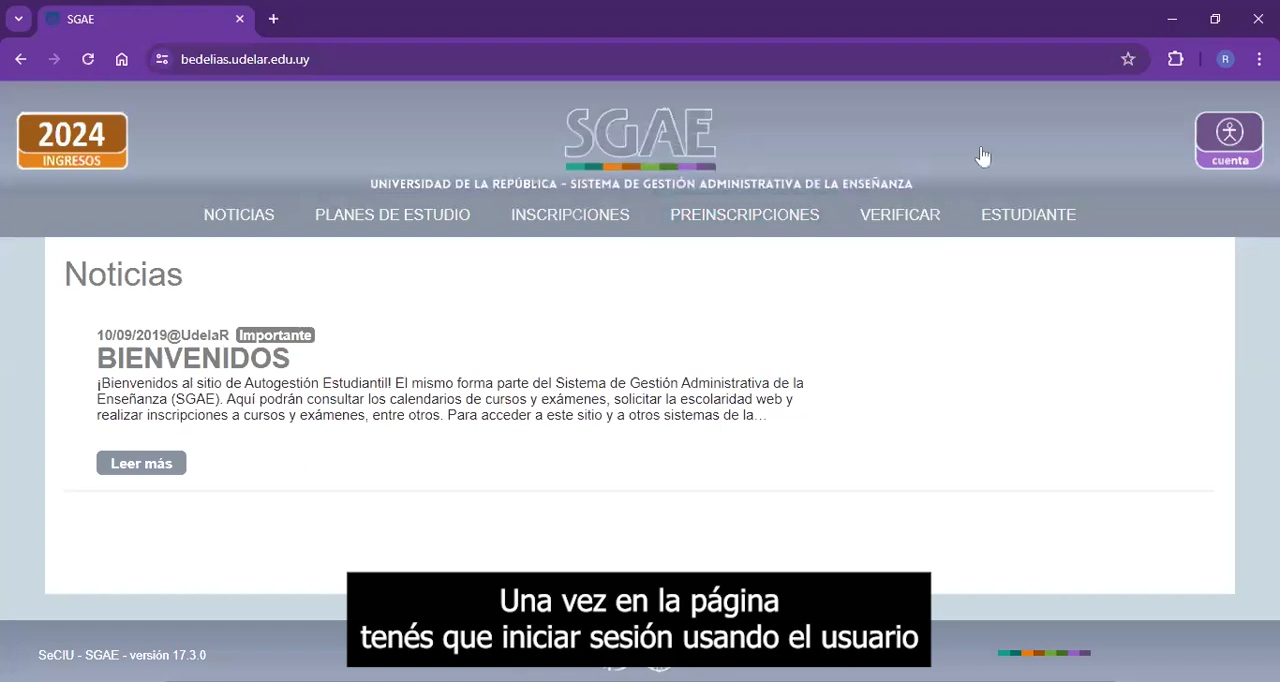 SGAE
bedelias.udelar.edu.uy
R
2024
INGRESOS
SGAE
cuenta
UNIVERSIDAD DE LA REPÚBLICA - SISTEMA DE GESTIÓN ADMINISTRATIVA DE LA ENSEÑANZA
NOTICIAS PLANES DE ESTUDIO INSCRIPCIONES PREINSCRIPCIONES VERIFICAR ESTUDIANTE
Noticias
10/09/2019@UdelaR Importante
BIENVENIDOS
¡Bienvenidos al sitio de Autogestión Estudiantil! El mismo forma parte del Sistema de Gestión Administrativa de la
Enseñanza (SGAE). Aquí podrán consultar los calendarios de cursos y exámenes, solicitar la escolaridad web y
realizar inscripciones a cursos y exámenes, entre otros. Para acceder a este sitio y a otros sistemas de la...
Leer más
Una vez en la página
tenés que iniciar sesión usando el usuario
SeCIU - SGAE - versión 17.3.0